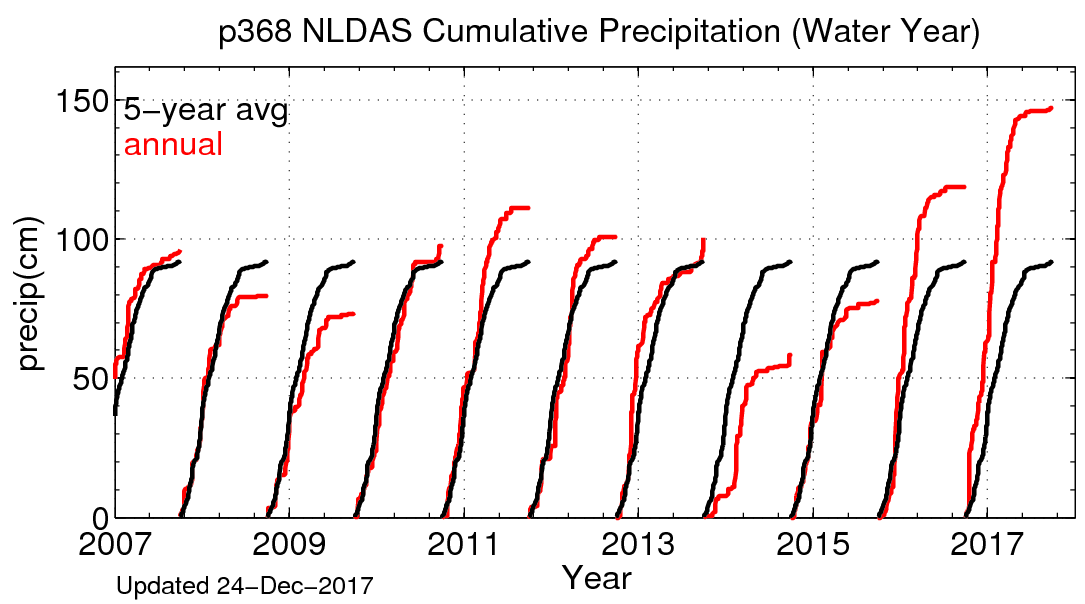 p368 NLDAS Cumulative Precipitation (Water Year)
150
5−year avg
annual
100
precip(cm)
50
0
2007 2009 2011 2013 2015 2017
Year
Updated 24−Dec−2017